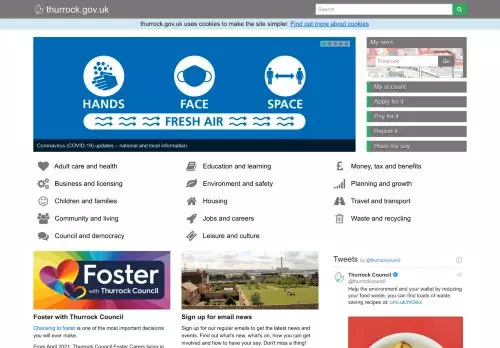 thurrock.gov.uk
Search
thurrock.gov.uk uses cookies to make the site simpler. Find out more about cookies
HANDS FACE SPACE
FRESH AIR
Coronavirus (COVID-19) updates – national and local information.
My area
Postcode Go
My account
Apply for it
Pay for it
Report it
Have my say
Adult care and health
Education and learning
Money, tax and benefits
Business and licensing
Environment and safety
Planning and growth
Children and families
Housing
Travel and transport
Community and living
Jobs and careers
Waste and recycling
Council and democracy
Leisure and culture
Foster
with Thurrock Council
Foster with Thurrock Council
Choosing to foster is one of the most important decisions
you will ever make.
From April 2021, Thurrock Council Foster Carers living in
Sign up for email news
Sign up for our regular emails to get the latest news and
events. Find out what's new, what's on, how you can get
involved and how to have your say. Don't miss a thing!
Tweets by @thurrockcouncil
Thurrock Council
@thurrockcouncil
Help the environment and your wallet by reducing
your food waste, you can find loads of waste
saving recipes at: